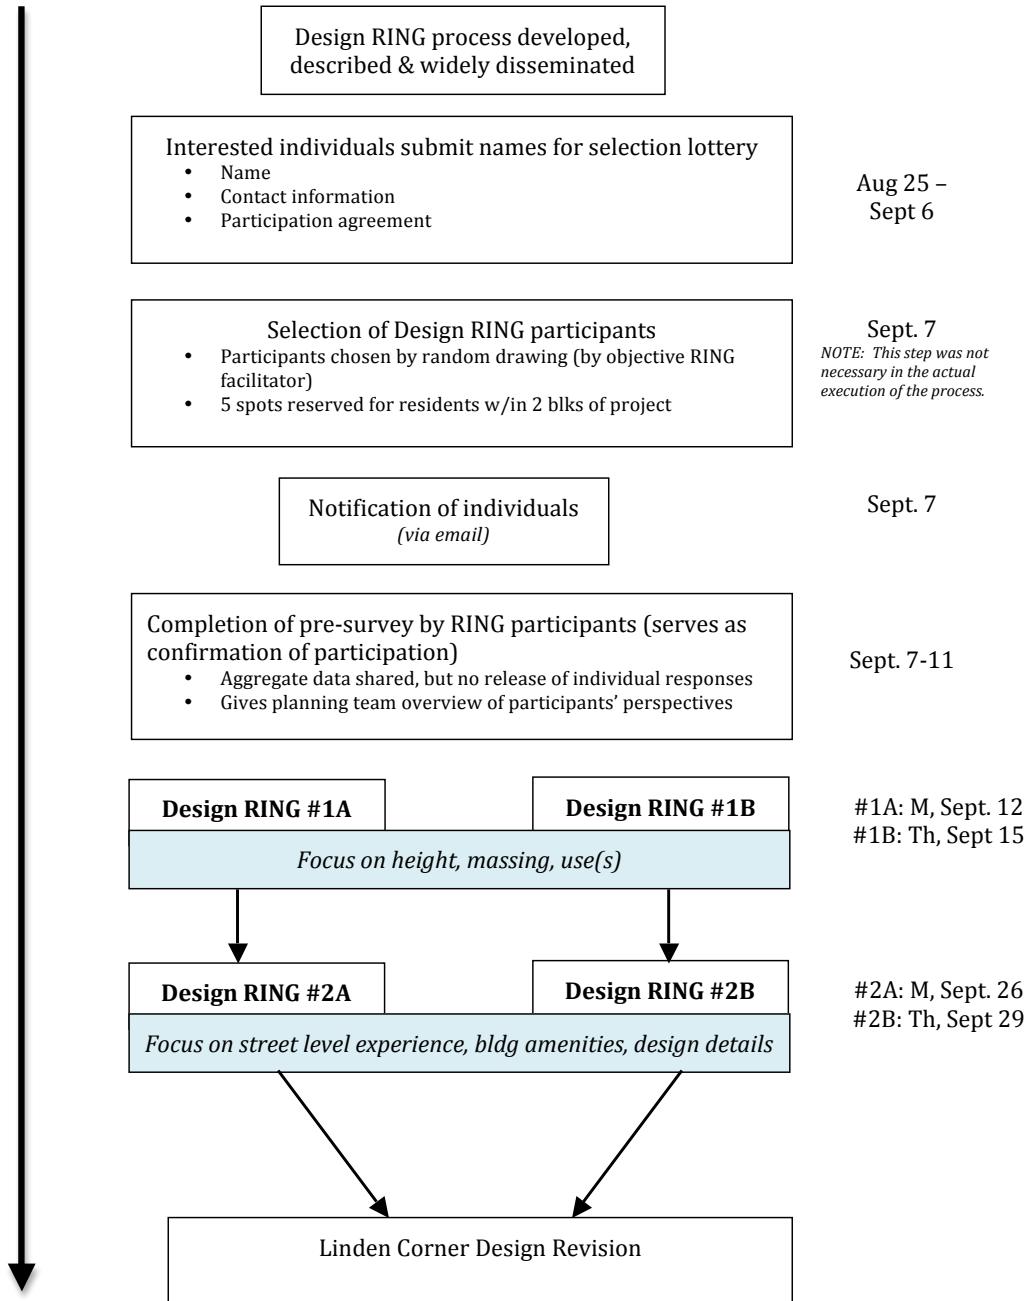 Design RING process developed,
described & widely disseminated
Interested individuals submit names for selection lottery
• Name
• Contact information
• Participation agreement
Aug 25 –
Sept 6
Selection of Design RING participants
• Participants chosen by random drawing (by objective RING
facilitator)
• 5 spots reserved for residents w/in 2 blks of project
Sept. 7
NOTE: This step was not
necessary in the actual
execution of the process.
Notification of individuals
(via email)
Sept. 7
Completion of pre-survey by RING participants (serves as
confirmation of participation)
• Aggregate data shared, but no release of individual responses
• Gives planning team overview of participants’ perspectives
Sept. 7-11
Design RING #1A
Design RING #1B
Focus on height, massing, use(s)
#1A: M, Sept. 12
#1B: Th, Sept 15
Design RING #2A
Design RING #2B
Focus on street level experience, bldg amenities, design details
#2A: M, Sept. 26
#2B: Th, Sept 29
Linden Corner Design Revision